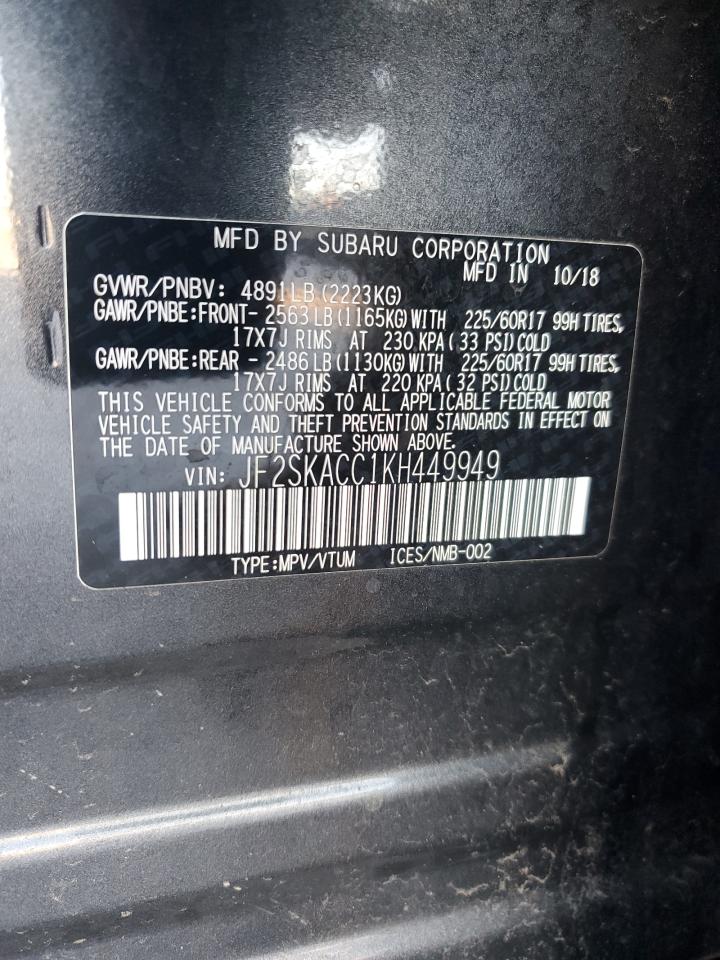 MFD BY SUBARU CORPORATION
MFD IN 10/18
GVWR/PNBV: 4891LB(2223KG)
GAWR/PNBE:FRONT- 2563LB(1165KG)WITH 225/60R17 99H TIRES,
17X7J RIMS AT 230 KPA(33 PSI)COLD
GAWR/PNBE:REAR - 2486LB(1130KG)WITH 225/60R17 99H TIRES,
17X7J RIMS AT 220 KPA(32 PSI)COLD
THIS VEHICLE CONFORMS TO ALL APPLICABLE FEDERAL MOTOR
VEHICLE SAFETY AND THEFT PREVENTION STANDARDS IN EFFECT ON
THE DATE OF MANUFACTURE SHOWN ABOVE.
VIN: JF2SKACC1KH449949
TYPE:MPV/VTUM ICES/NMB-002